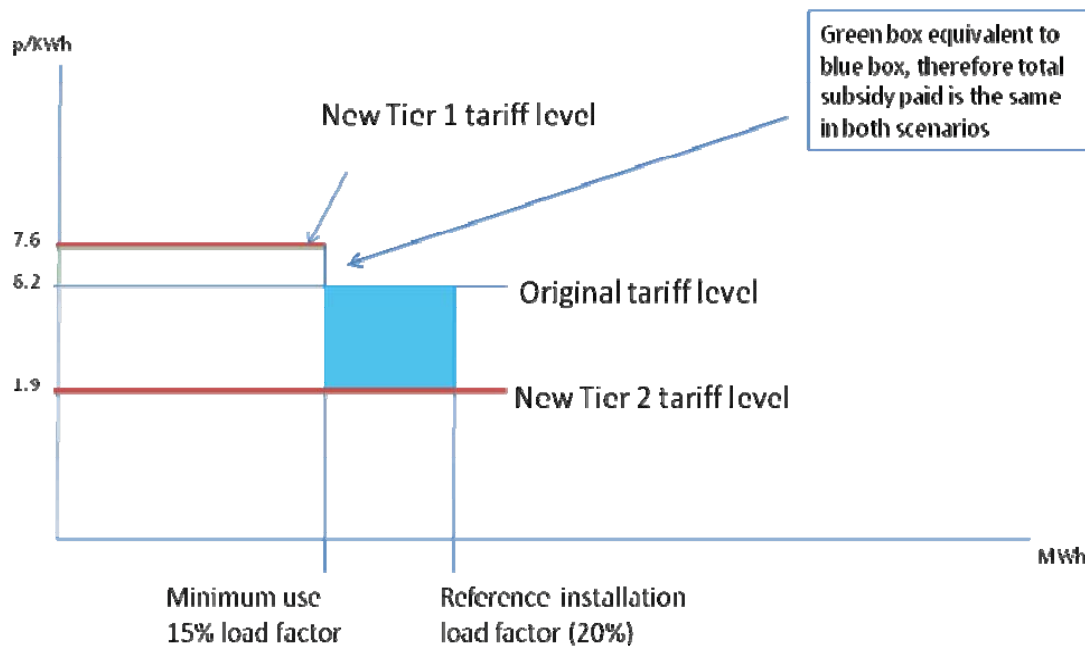 p/KWh
Green box equivalent to
blue box, therefore total
subsidy paid is the same
in both scenarios
New Tier 1 tariff level
7.6
6.2
Original tariff level
1.9
New Tier 2 tariff level
MWh
Minimum use
15% load factor
Reference installation
load factor (20%)